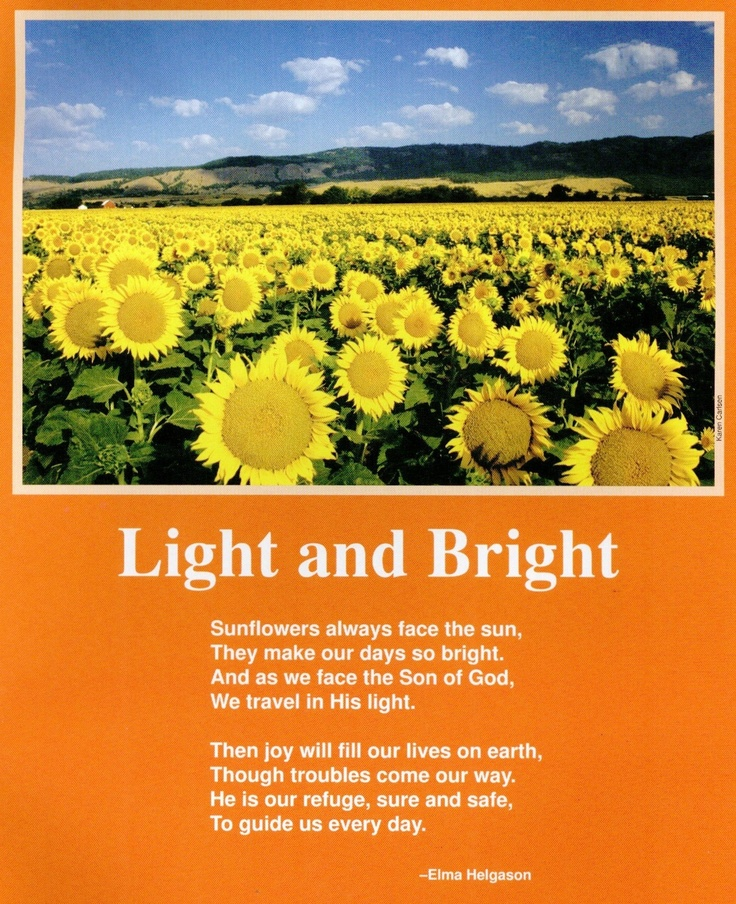 Karen Carlsen
Light and Bright
Sunflowers always face the sun,
They make our days so bright.
And as we face the Son of God,
We travel in His light.
Then joy will fill our lives on earth,
Though troubles come our way.
He is our refuge, sure and safe,
To guide us every day.
–Elma Helgason